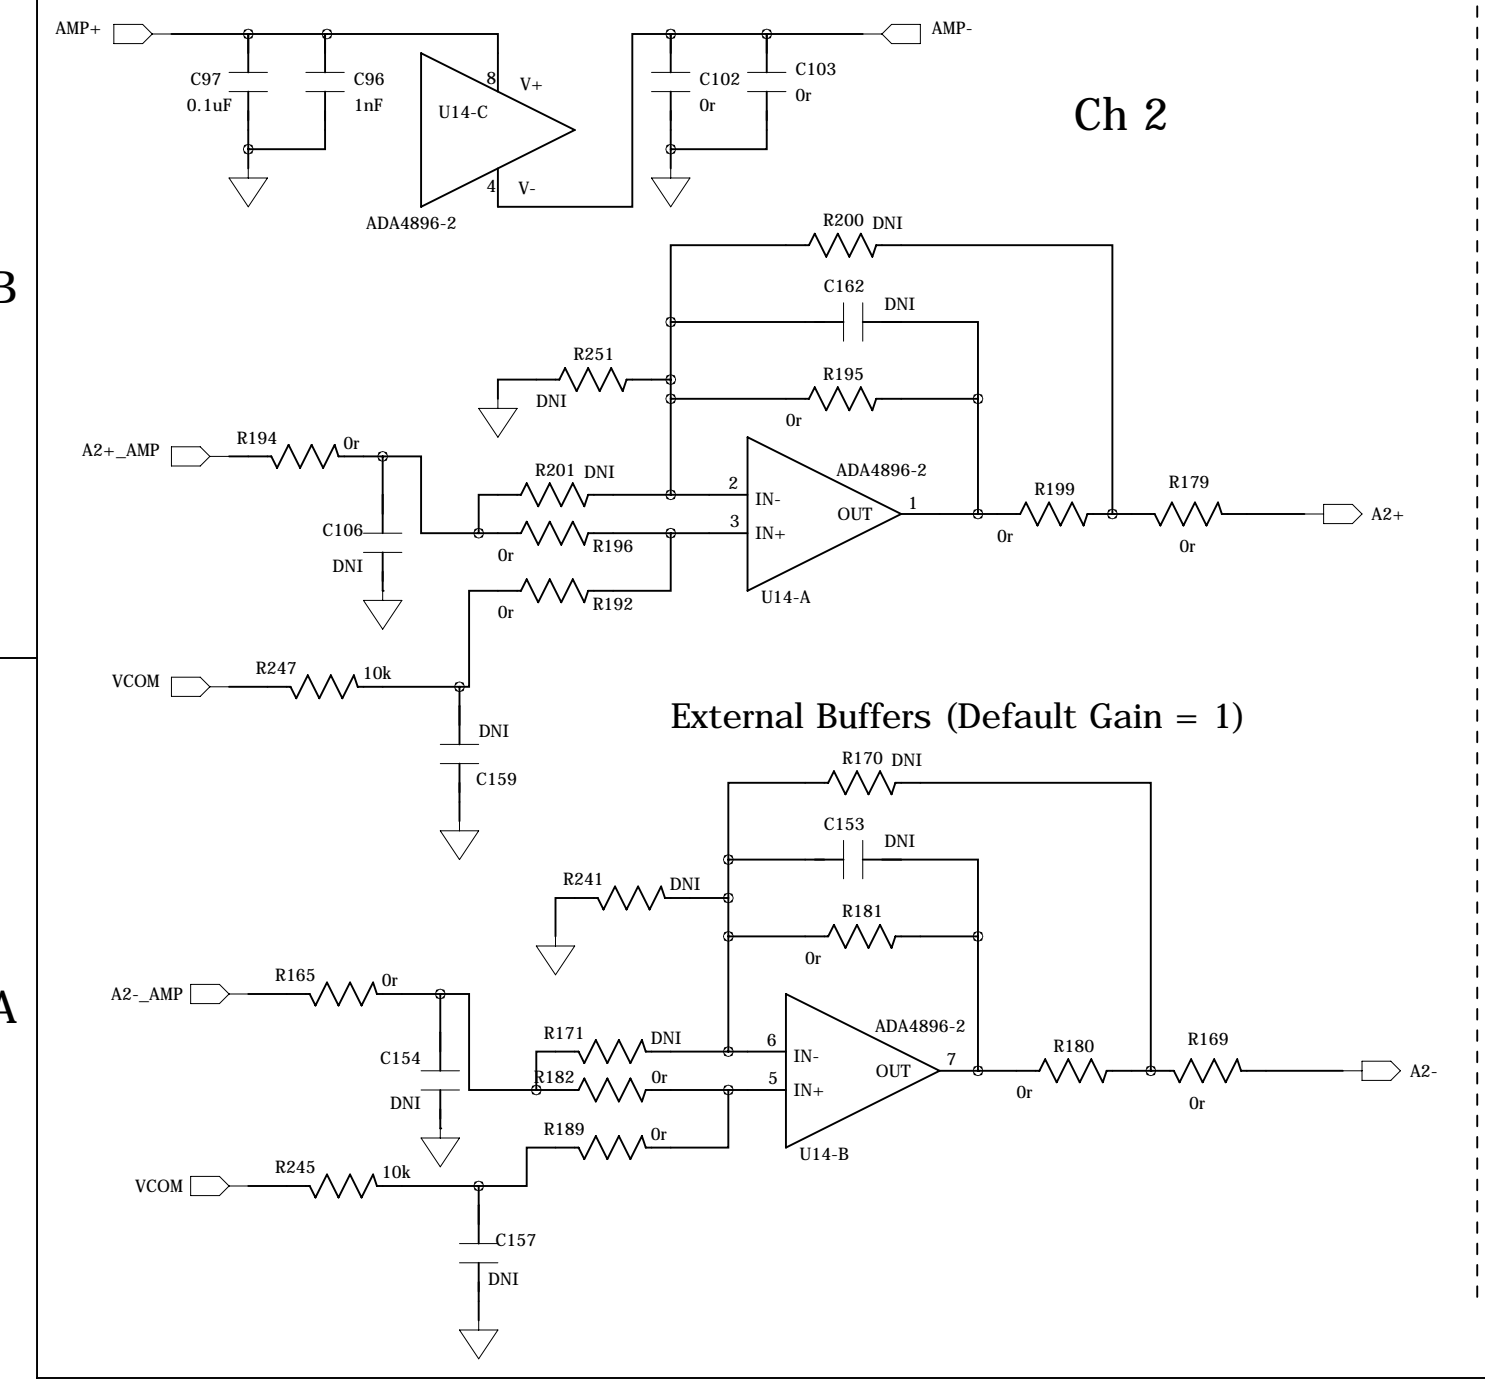 AMP+
C97
0.1uF
C96
1nF
8
V+
U14-C
4
V-
ADA4896-2
C102
0r
C103
0r
AMP-
Ch 2
B
R200 DNI
C162
DNI
R251
DNI
R195
0r
A2+_AMP
R194
0r
C106
DNI
R201 DNI
R196
0r
R192
0r
2
IN-
3
IN+
ADA4896-2
OUT
1
U14-A
R199
0r
R179
0r
A2+
VCOM
R247
10k
DNI
C159
External Buffers (Default Gain = 1)
R170 DNI
C153
DNI
R241
DNI
R181
0r
A
A2-_AMP
R165
0r
C154
DNI
R171
DNI
R182
0r
R189
0r
6
IN-
5
IN+
ADA4896-2
OUT
7
U14-B
R180
0r
R169
0r
A2-
VCOM
R245
10k
C157
DNI